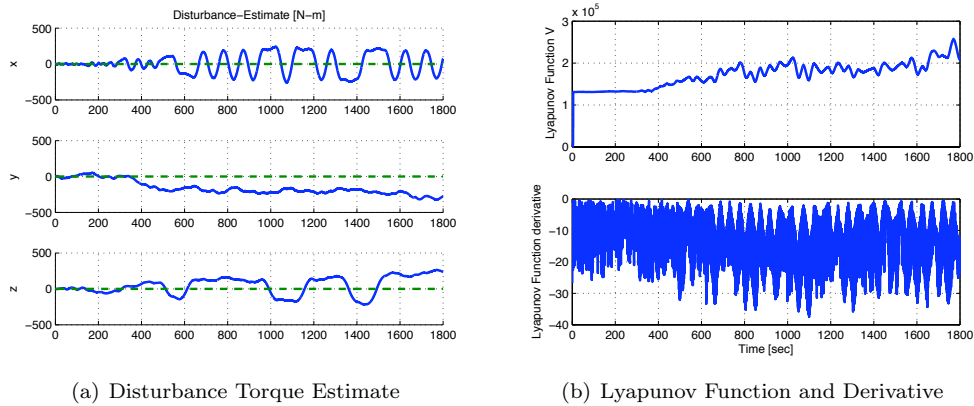 Disturbance−Estimate [N−m]
500
0
−500
x
0 200 400 600 800 1000 1200 1400 1600 1800
500
0
−500
y
0 200 400 600 800 1000 1200 1400 1600 1800
500
0
−500
z
0 200 400 600 800 1000 1200 1400 1600 1800
(a) Disturbance Torque Estimate
x 10⁵
3
2
1
0
Lyapunov Function V
0 200 400 600 800 1000 1200 1400 1600 1800
0
−10
−20
−30
−40
Lyapunov Function derivative
0 200 400 600 800 1000 1200 1400 1600 1800
Time [sec]
(b) Lyapunov Function and Derivative